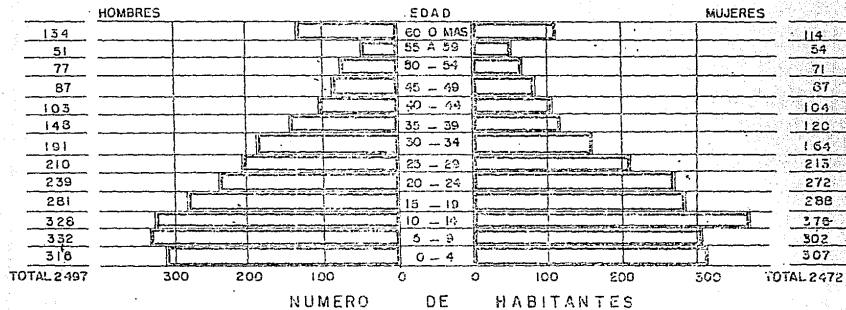 HOMBRES EDAD MUJERES
134 60 O MAS 114
51 55 A 59 54
77 50 - 54 71
87 45 - 49 87
103 40 - 44 104
148 35 - 39 120
191 30 - 34 164
210 25 - 29 213
239 20 - 24 272
281 15 - 19 288
328 10 - 14 376
332 5 - 9 302
316 0 - 4 307
TOTAL 2497 300 200 100 0 0 100 200 300 TOTAL 2472
NUMERO DE HABITANTES